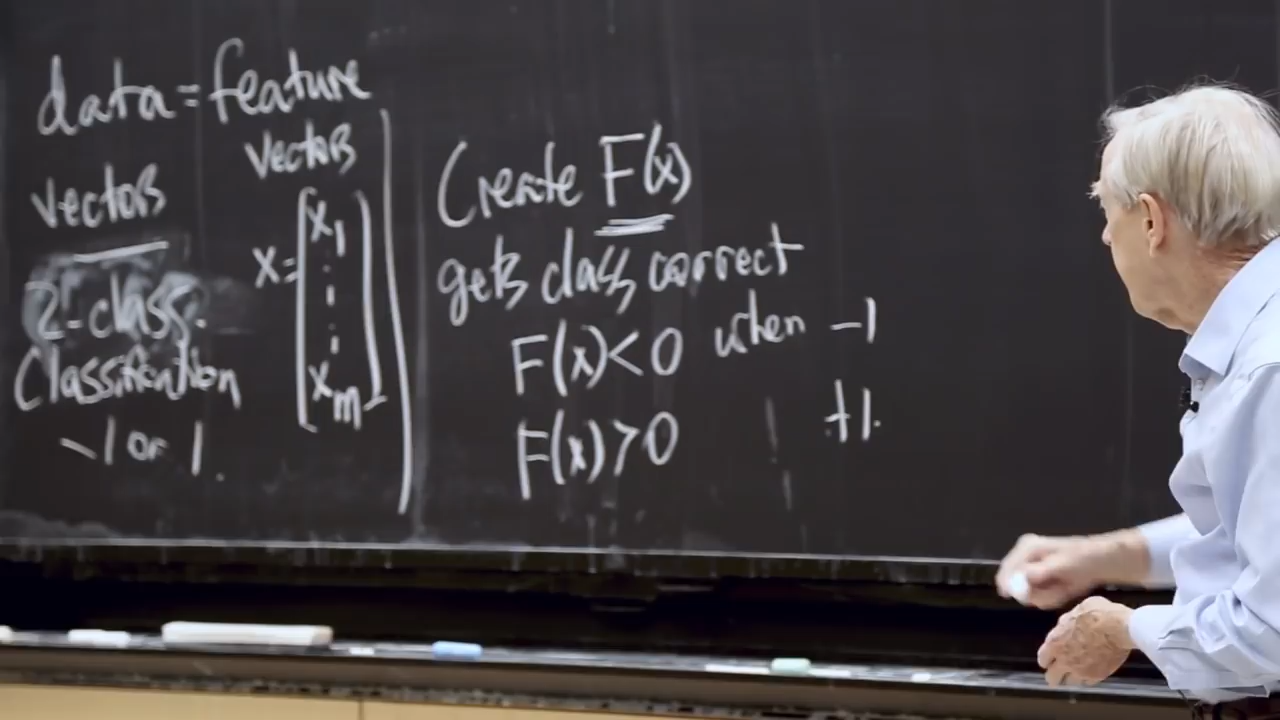 data = feature
vectors
vectors
2-class
Classification
-1 or 1.
x = [x1
⋮
xm]
Create F(x)
gets class correct
F(x)<0 when -1
F(x)>0 +1.